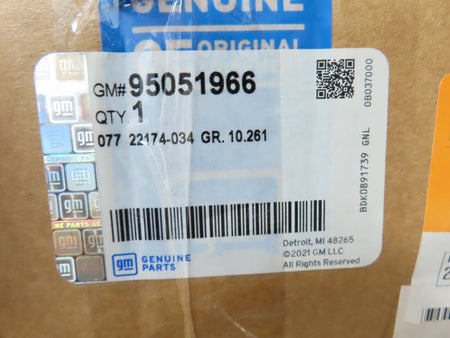 GENUINE
ORIGINAL
GM# 95051966
QTY. 1
077 22174-034 GR. 10.261
0B037000
BDK0891739 GNL
gm GENUINE
PARTS
Detroit, MI 48265
©2021 GM LLC
All Rights Reserved